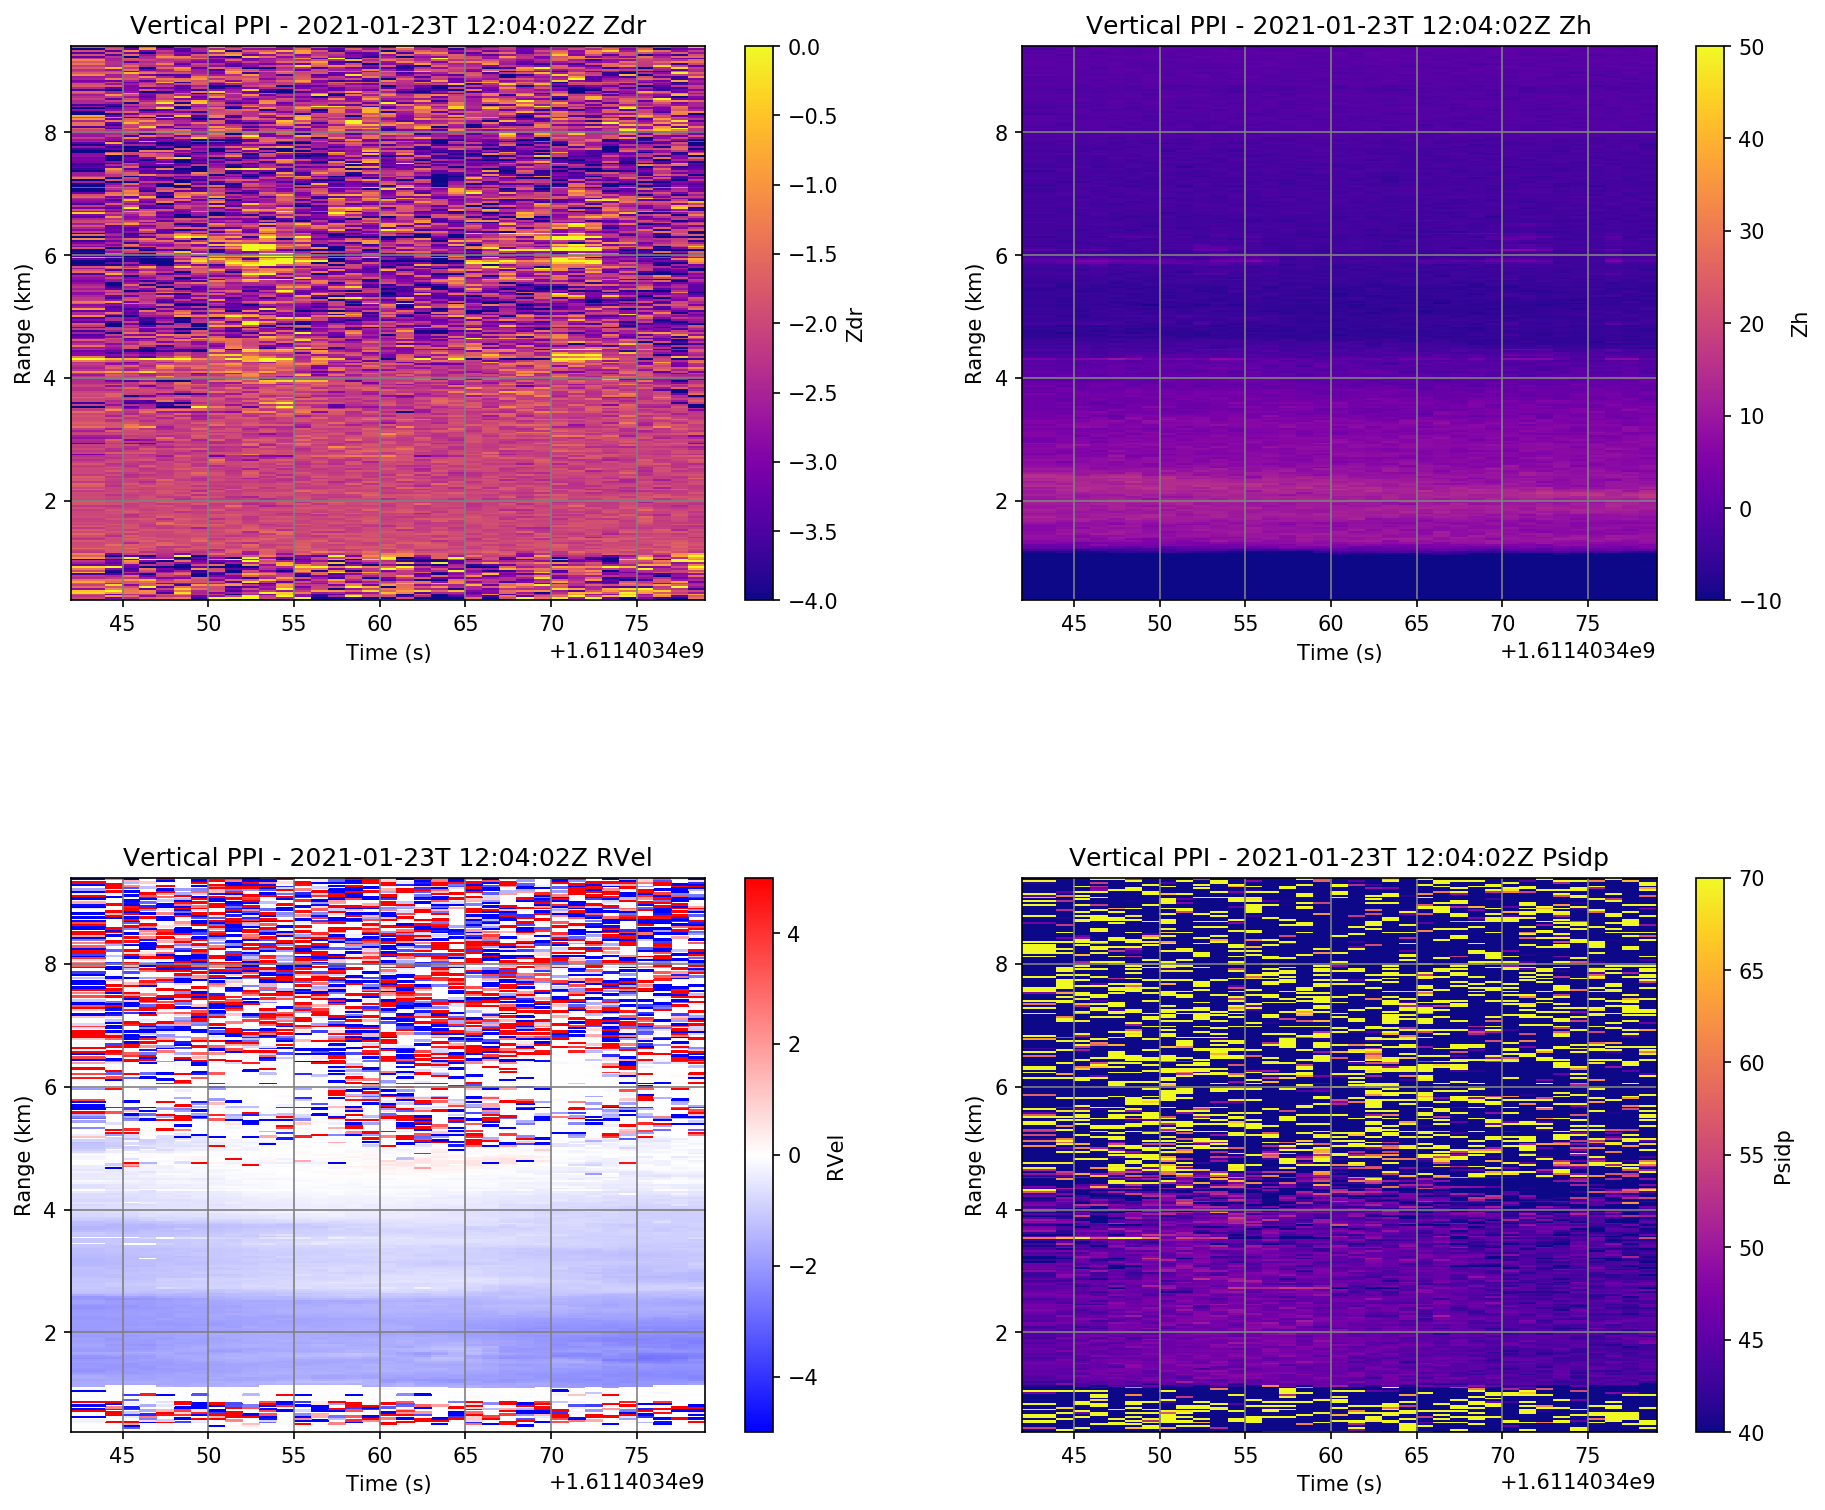 Vertical PPI - 2021-01-23T 12:04:02Z Zdr
Range (km)
8
6
4
2
45 50 55 60 65 70 75
Time (s)
+1.6114034e9
0.0
−0.5
−1.0
−1.5
−2.0
−2.5
−3.0
−3.5
−4.0
Zdr
Vertical PPI - 2021-01-23T 12:04:02Z Zh
Range (km)
8
6
4
2
45 50 55 60 65 70 75
Time (s)
+1.6114034e9
50
40
30
20
10
0
−10
Zh
Vertical PPI - 2021-01-23T 12:04:02Z RVel
Range (km)
8
6
4
2
45 50 55 60 65 70 75
Time (s)
+1.6114034e9
4
2
0
−2
−4
RVel
Vertical PPI - 2021-01-23T 12:04:02Z Psidp
Range (km)
8
6
4
2
45 50 55 60 65 70 75
Time (s)
+1.6114034e9
70
65
60
55
50
45
40
Psidp